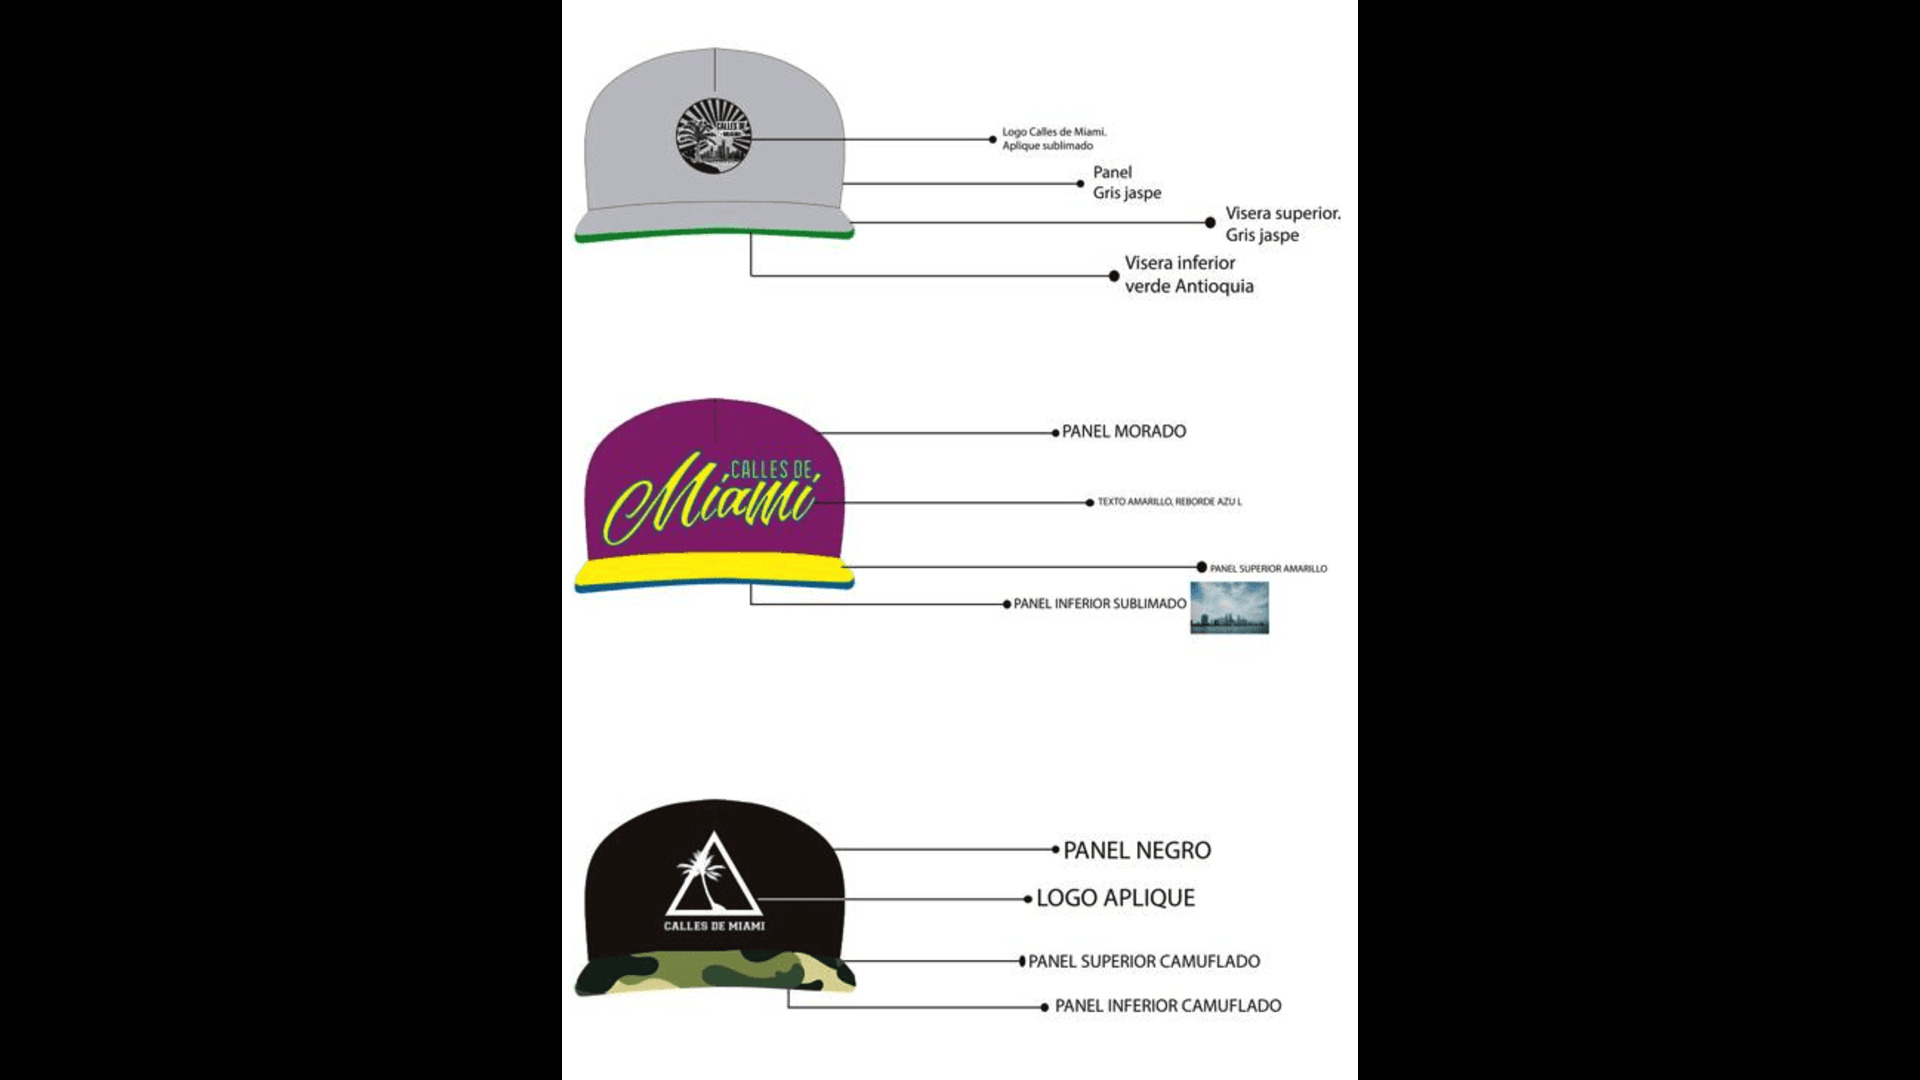 CALLES DE
MIAMI
Logo Calles de Miami.
Aplique sublimado
Panel
Gris jaspe
Visera superior.
Gris jaspe
Visera inferior
verde Antioquia
PANEL MORADO
CALLES DE
Miami
TEXTO AMARILLO, REBORDE AZU L
PANEL SUPERIOR AMARILLO
PANEL INFERIOR SUBLIMADO
PANEL NEGRO
LOGO APLIQUE
CALLES DE MIAMI
PANEL SUPERIOR CAMUFLADO
PANEL INFERIOR CAMUFLADO